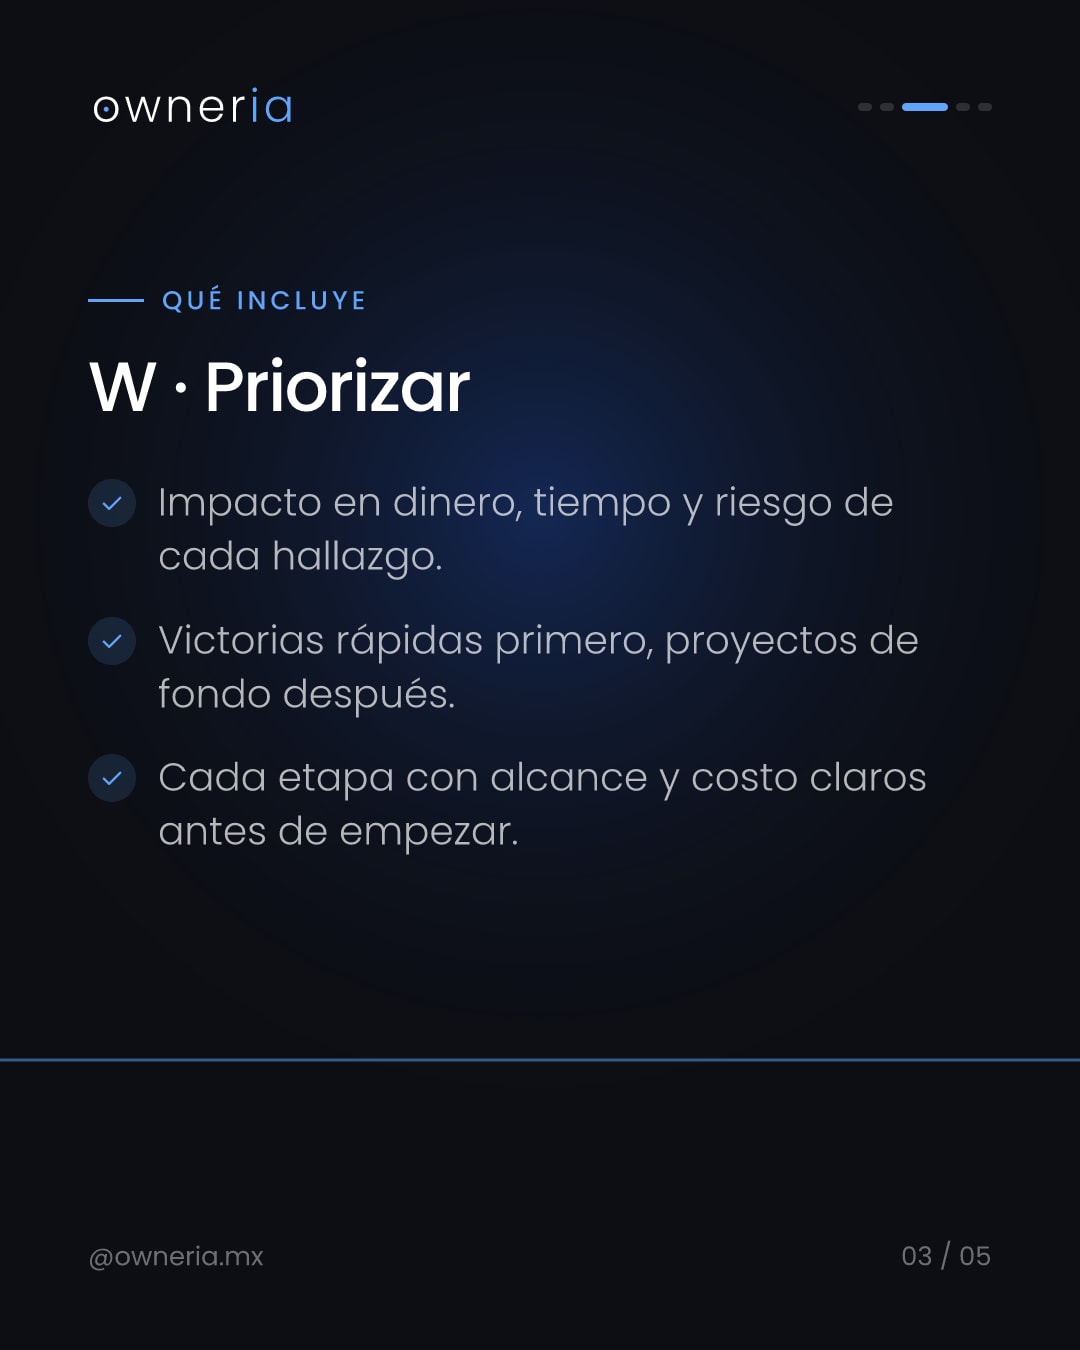 owneria
QUÉ INCLUYE
W · Priorizar
Impacto en dinero, tiempo y riesgo de
cada hallazgo.
Victorias rápidas primero, proyectos de
fondo después.
Cada etapa con alcance y costo claros
antes de empezar.
@owneria.mx
03 / 05